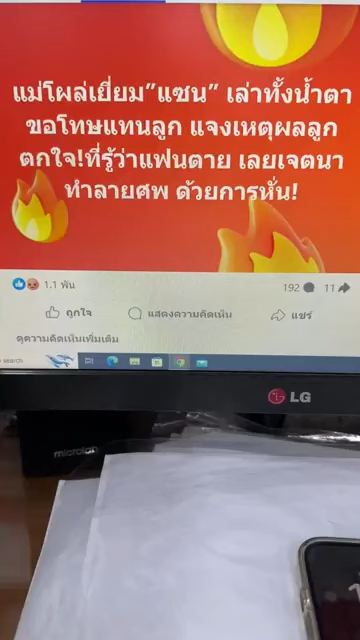 แม่โผล่เยี่ยม"แซน" เล่าทั้งน้ำตา
ขอโทษแทนลูก แจงเหตุผลลูก
ตกใจ!ที่รู้ว่าแฟนตาย เลยเจตนา
ทำลายศพ ด้วยการหั่น!
1.1 พัน
192
11
ถูกใจ
แสดงความคิดเห็น
แชร์
ดูความคิดเห็นเพิ่มเติม
search
LG
microlab